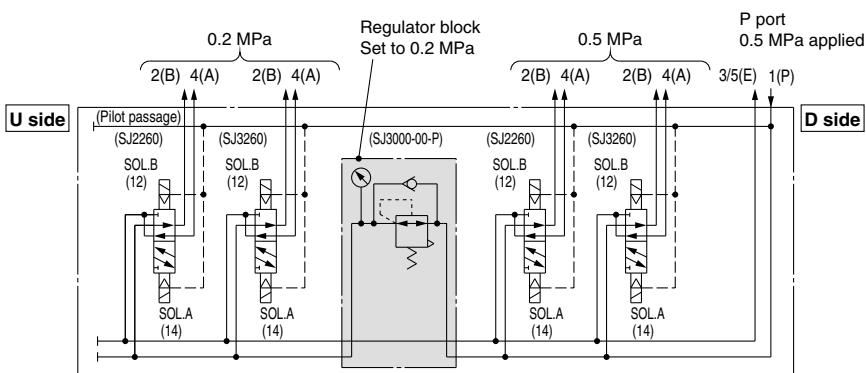 Regulator block
Set to 0.2 MPa
P port
0.5 MPa applied
0.2 MPa
0.5 MPa
2(B) 4(A)
2(B) 4(A)
2(B) 4(A)
2(B) 4(A)
3/5(E)
1(P)
U side
(Pilot passage)
D side
(SJ2260)
(SJ3260)
(SJ3000-00-P)
(SJ2260)
(SJ3260)
SOL.B
(12)
SOL.B
(12)
SOL.B
(12)
SOL.B
(12)
SOL.A
(14)
SOL.A
(14)
SOL.A
(14)
SOL.A
(14)